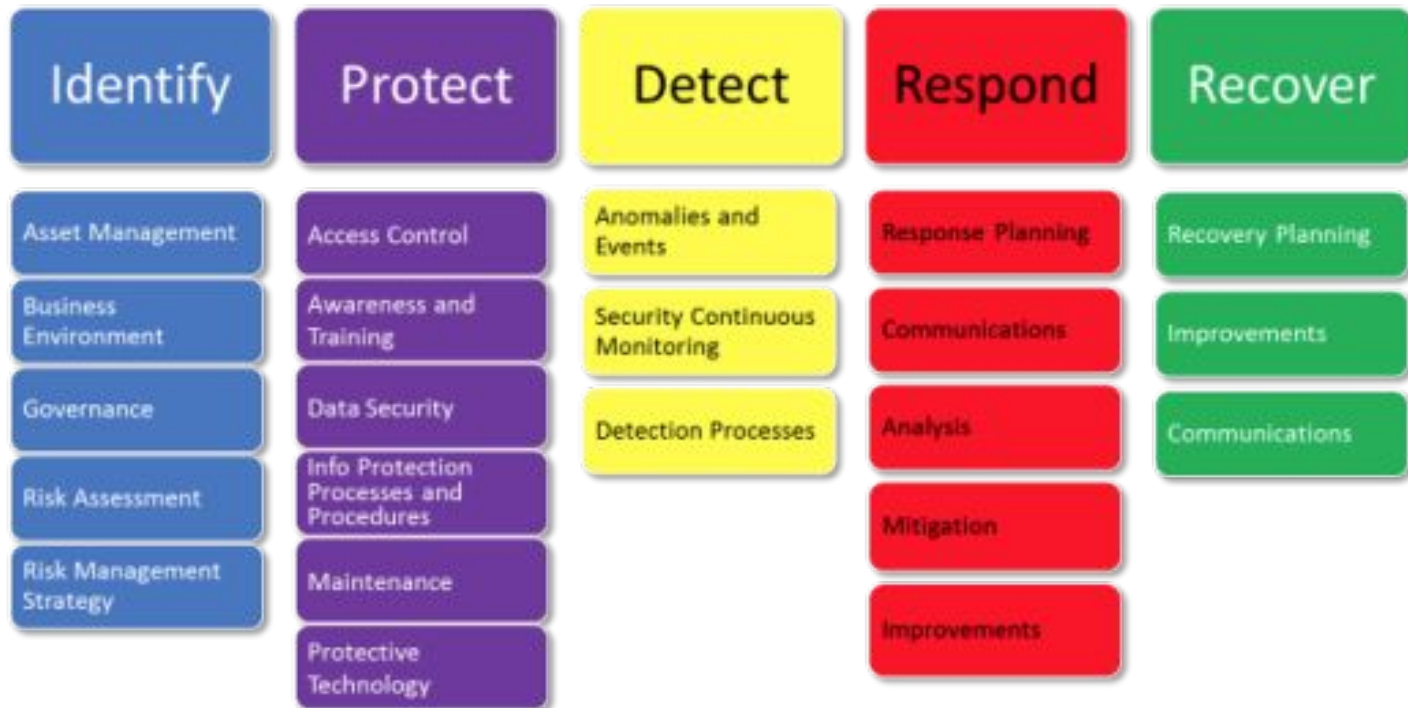 Identify
Protect
Detect
Respond
Recover
Asset Management
Business
Environment
Governance
Risk Assessment
Risk Management
Strategy
Access Control
Awareness and
Training
Data Security
Info Protection
Processes and
Procedures
Maintenance
Protective
Technology
Anomalies and
Events
Security Continuous
Monitoring
Detection Processes
Response Planning
Communications
Analysis
Mitigation
Improvements
Recovery Planning
Improvements
Communications